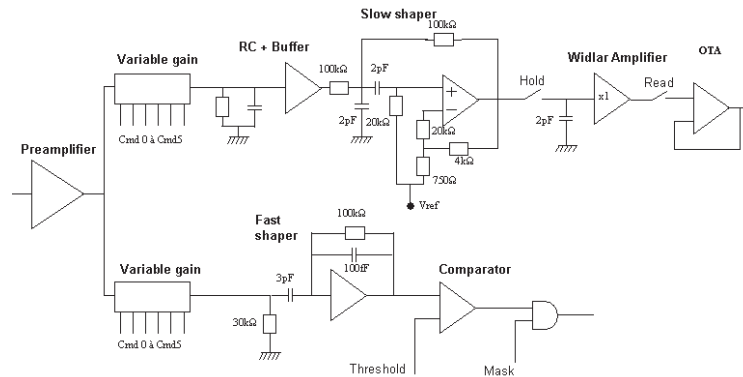 Slow shaper
100kΩ
Variable gain
RC + Buffer
100kΩ
2pF
Hold
Widlar Amplifier
OTA
Read
x1
+
−
Cmd 0 à Cmd5
2pF
20kΩ
20kΩ
4kΩ
2pF
750Ω
Preamplifier
Vref
Fast
shaper
100kΩ
100fF
Variable gain
3pF
Comparator
30kΩ
Cmd 0 à Cmd5
Threshold
Mask